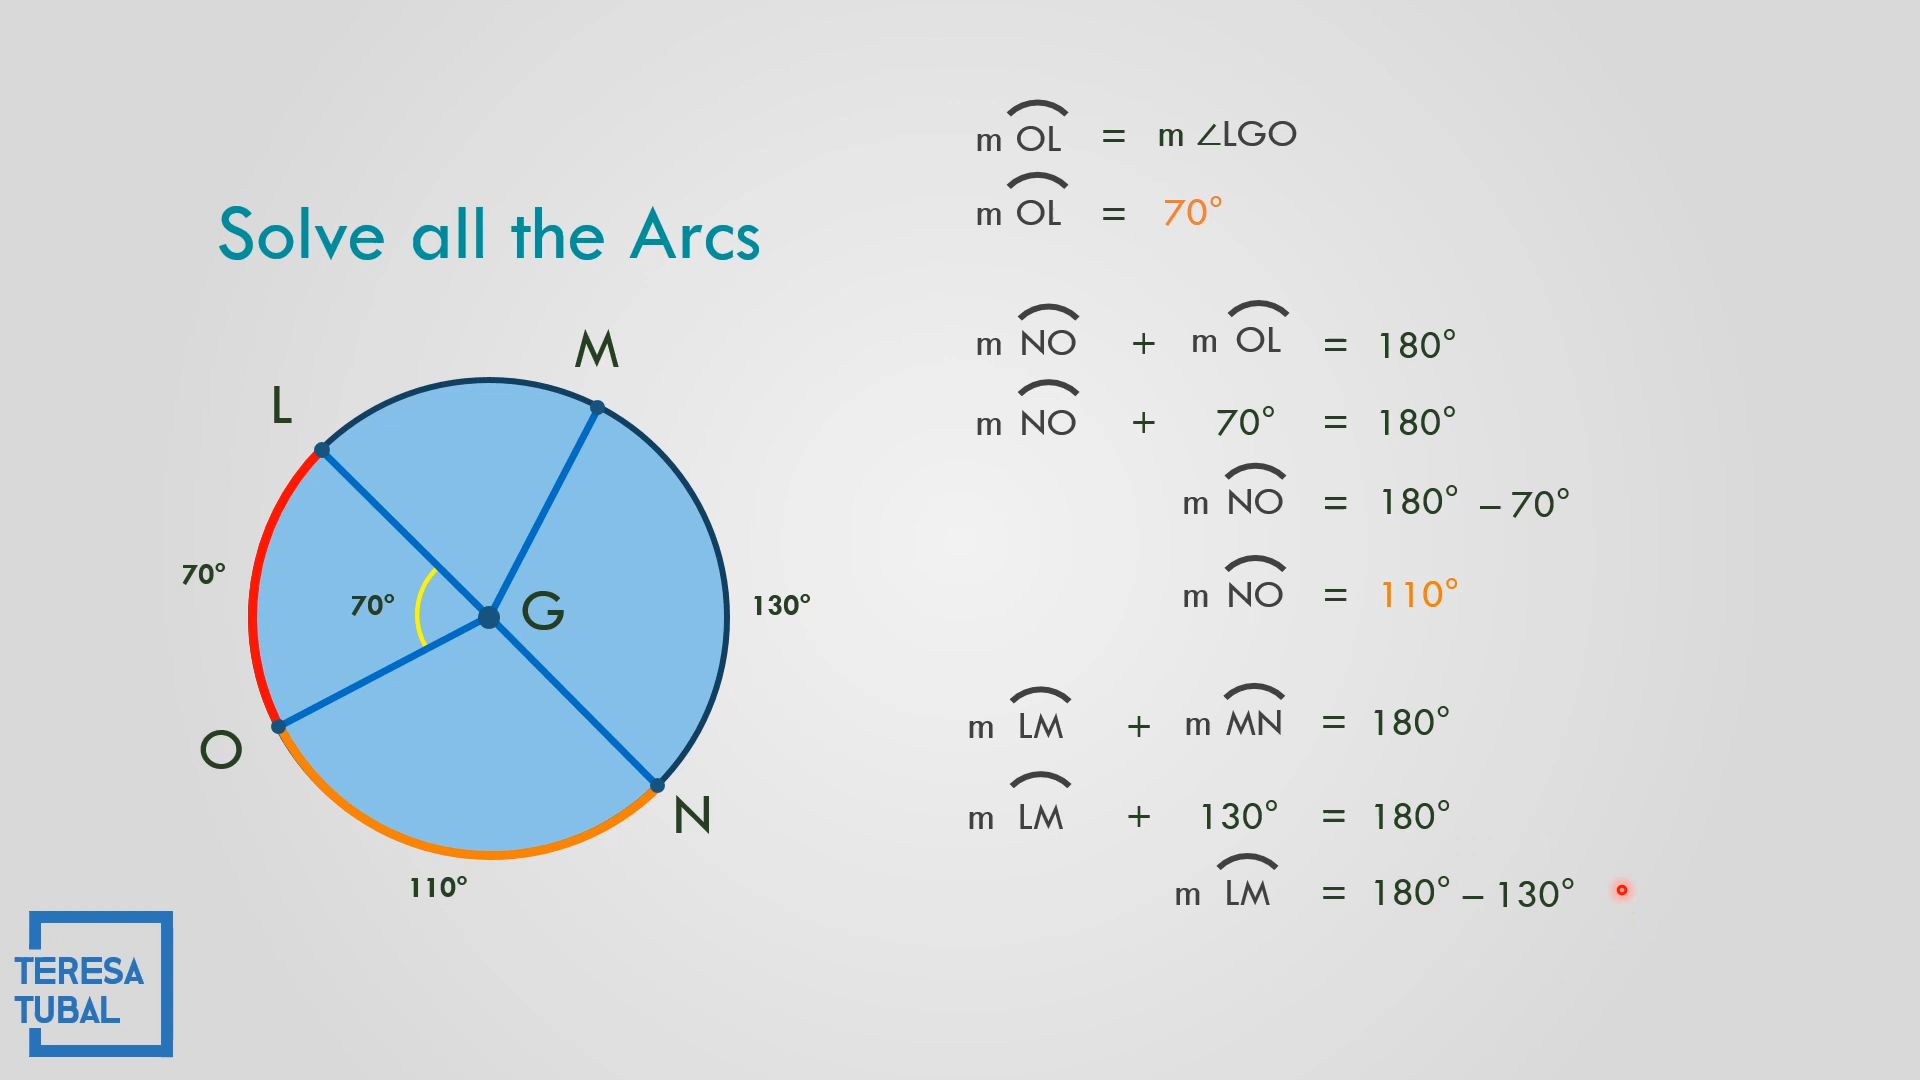 Solve all the Arcs
M
L
70°
70°
G
130°
O
N
110°
m OL = m ∠LGO
m OL = 70°
m NO + m OL = 180°
m NO + 70° = 180°
m NO = 180° – 70°
m NO = 110°
m LM + m MN = 180°
m LM + 130° = 180°
m LM = 180° – 130°
TERESA
TUBAL